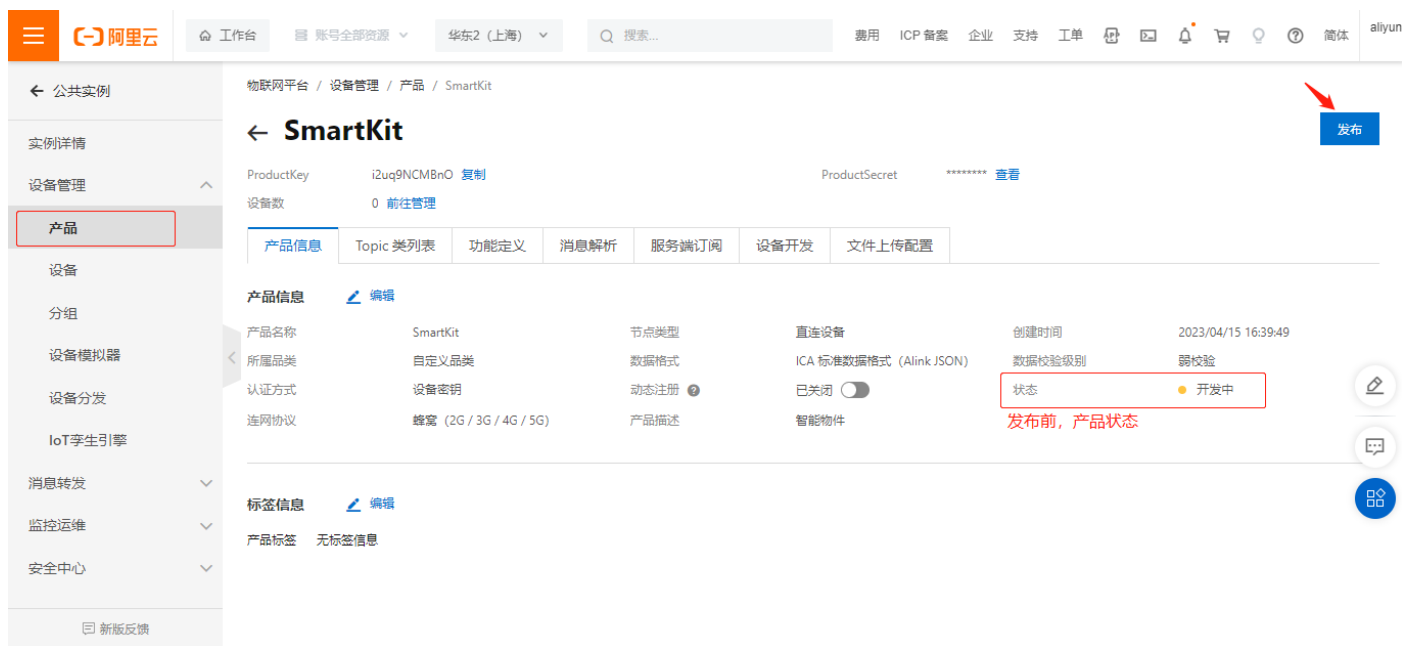 阿里云 工作台 账号全部资源 华东2（上海） 搜索... 费用 ICP 备案 企业 支持 工单 简体 aliyun
公共实例
实例详情
设备管理
产品
设备
分组
设备模拟器
设备分发
IoT孪生引擎
消息转发
监控运维
安全中心
新版反馈
物联网平台 / 设备管理 / 产品 / SmartKit
SmartKit
发布
ProductKey i2uq9NCMBnO 复制 ProductSecret ******** 查看
设备数 0 前往管理
产品信息 Topic 类列表 功能定义 消息解析 服务端订阅 设备开发 文件上传配置
产品信息 编辑
产品名称 SmartKit 节点类型 直连设备 创建时间 2023/04/15 16:39:49
所属品类 自定义品类 数据格式 ICA 标准数据格式（Alink JSON） 数据校验级别 弱校验
认证方式 设备密钥 动态注册 已关闭 状态 开发中
连网协议 蜂窝（2G / 3G / 4G / 5G） 产品描述 智能物件 发布前，产品状态
标签信息 编辑
产品标签 无标签信息